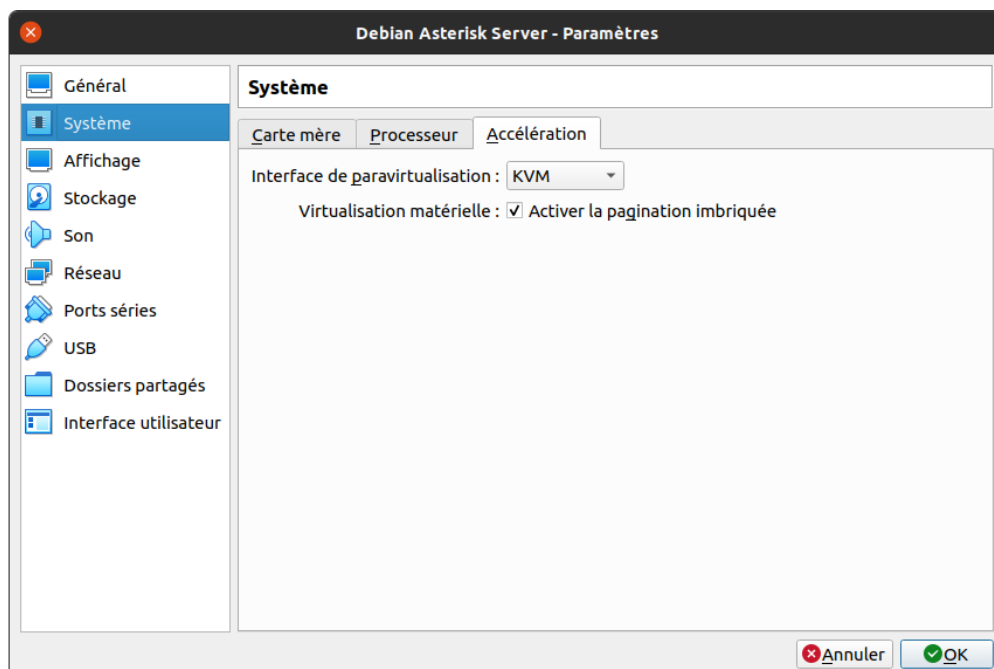 Debian Asterisk Server - Paramètres
Général
Système
Affichage
Stockage
Son
Réseau
Ports séries
USB
Dossiers partagés
Interface utilisateur
Système
Carte mère Processeur Accélération
Interface de paravirtualisation : KVM
Virtualisation matérielle : Activer la pagination imbriquée
Annuler OK